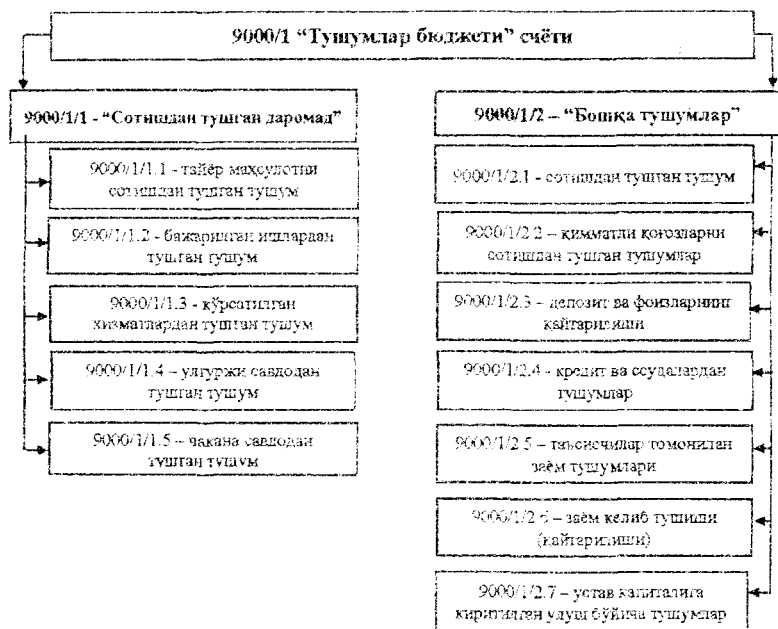 9000/1 “Тушумлар бюджети” счёти
9000/1/1 - “Сотишдан тушган даромад”
9000/1/1.1 - тайёр маҳсулотни
сотишдан тушган тушум
9000/1/1.2 - бажарилган ишлардан
тушган тушум
9000/1/1.3 - кўрсатилган
хизматлардан тушган тушум
9000/1/1.4 – улгуржи савдодан
тушган тушум
9000/1/1.5 – чакана савдодан
тушган тушум
9000/1/2 – “Бошқа тушумлар”
9000/1/2.1 - сотишдан тушган тушум
9000/1/2.2 – қимматли қоғозларни
сотишдан тушган тушумлар
9000/1/2.3 – депозит ва фоизларнинг
қайтарилиши
9000/1/2.4 - кредит ва ссудалардан
тушумлар
9000/1/2.5 – таъсисчилар томонидан
заём тушумлари
9000/1/2.6 – заём келиб тушиши
(қайтарилиши)
9000/1/2.7 – устав капиталига
киритилган улуш бўйича тушумлар